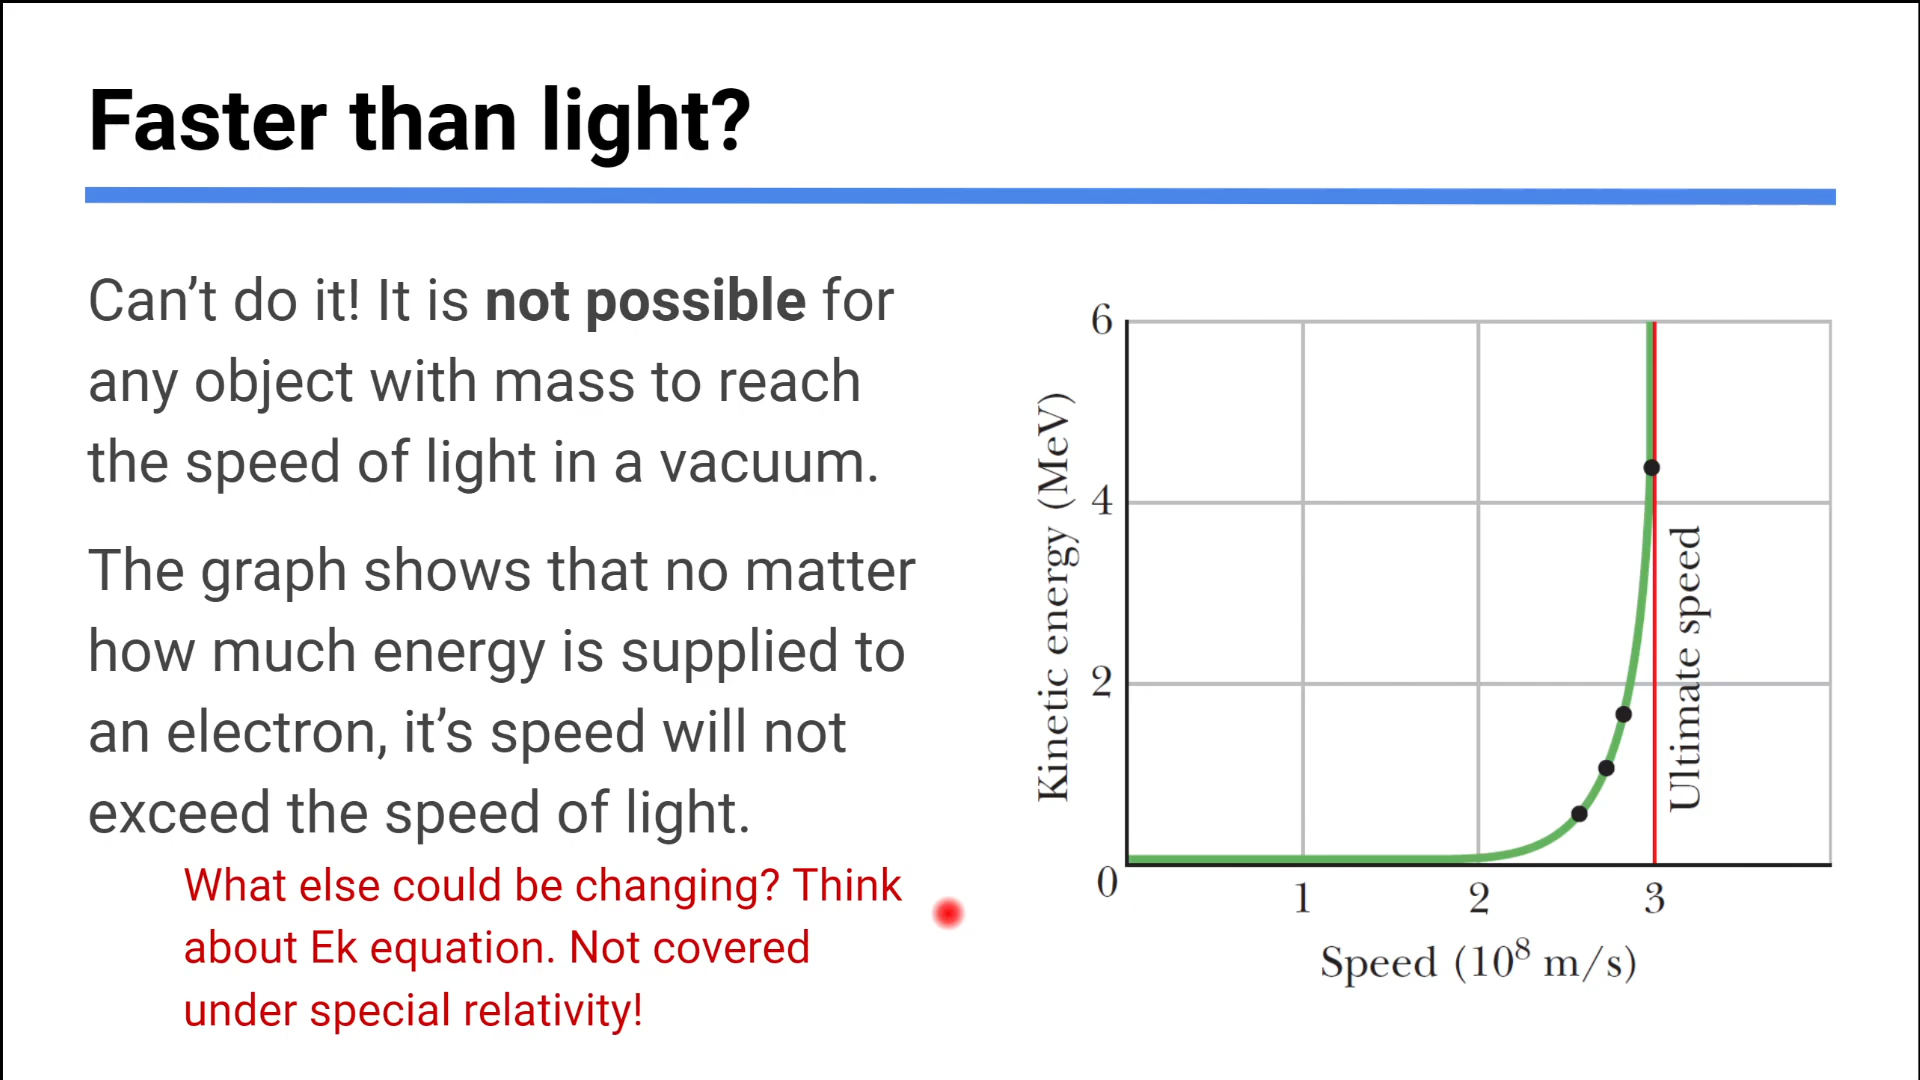 Faster than light?
Can’t do it! It is not possible for
any object with mass to reach
the speed of light in a vacuum.
The graph shows that no matter
how much energy is supplied to
an electron, it’s speed will not
exceed the speed of light.
What else could be changing? Think
about Ek equation. Not covered
under special relativity!
Kinetic energy (MeV)
6
4
2
0
1
2
3
Ultimate speed
Speed (10⁸ m/s)